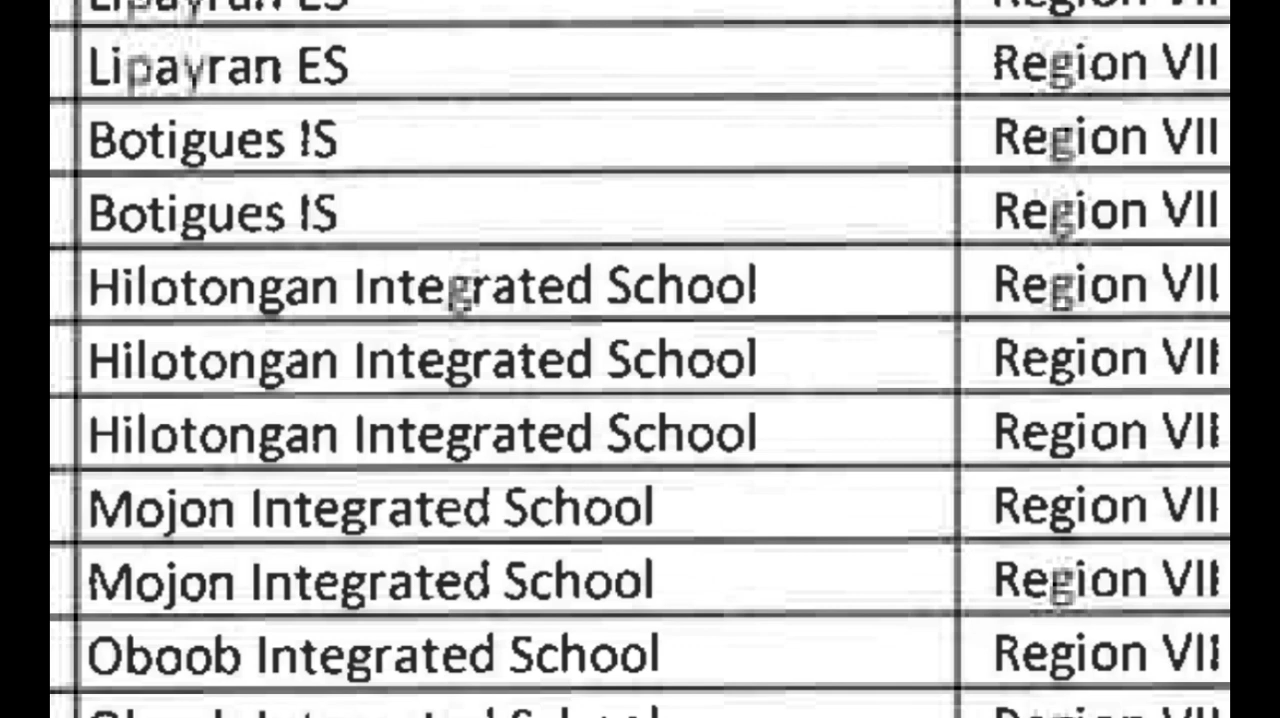 Lipayran ES Region VII
Lipayran ES Region VII
Botigues IS Region VII
Botigues IS Region VII
Hilotongan Integrated School Region VII
Hilotongan Integrated School Region VII
Hilotongan Integrated School Region VII
Mojon Integrated School Region VII
Mojon Integrated School Region VII
Oboob Integrated School Region VII